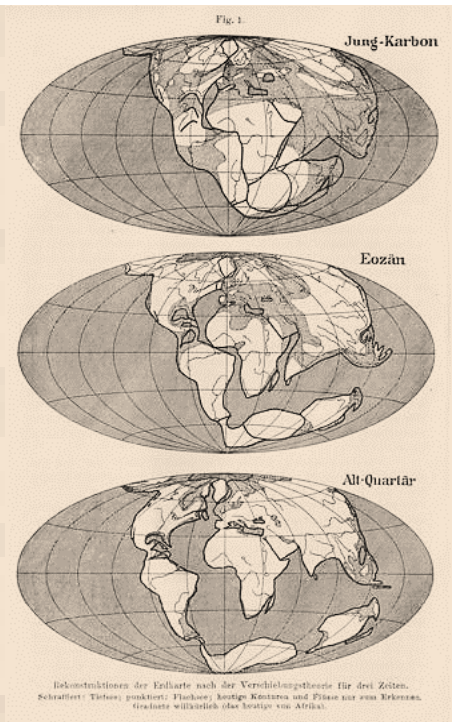 Fig. 1.
Jung-Karbon
Eozän
Alt-Quartär
Rekonstruktionen der Erdkarte nach der Verschiebungstheorie für drei Zeiten.
Schraffiert: Tiefsee; punktiert: Flachsee; heutige Konturen und Flüsse nur zum Erkennen.
Gradnetz willkürlich (das heutige von Afrika).